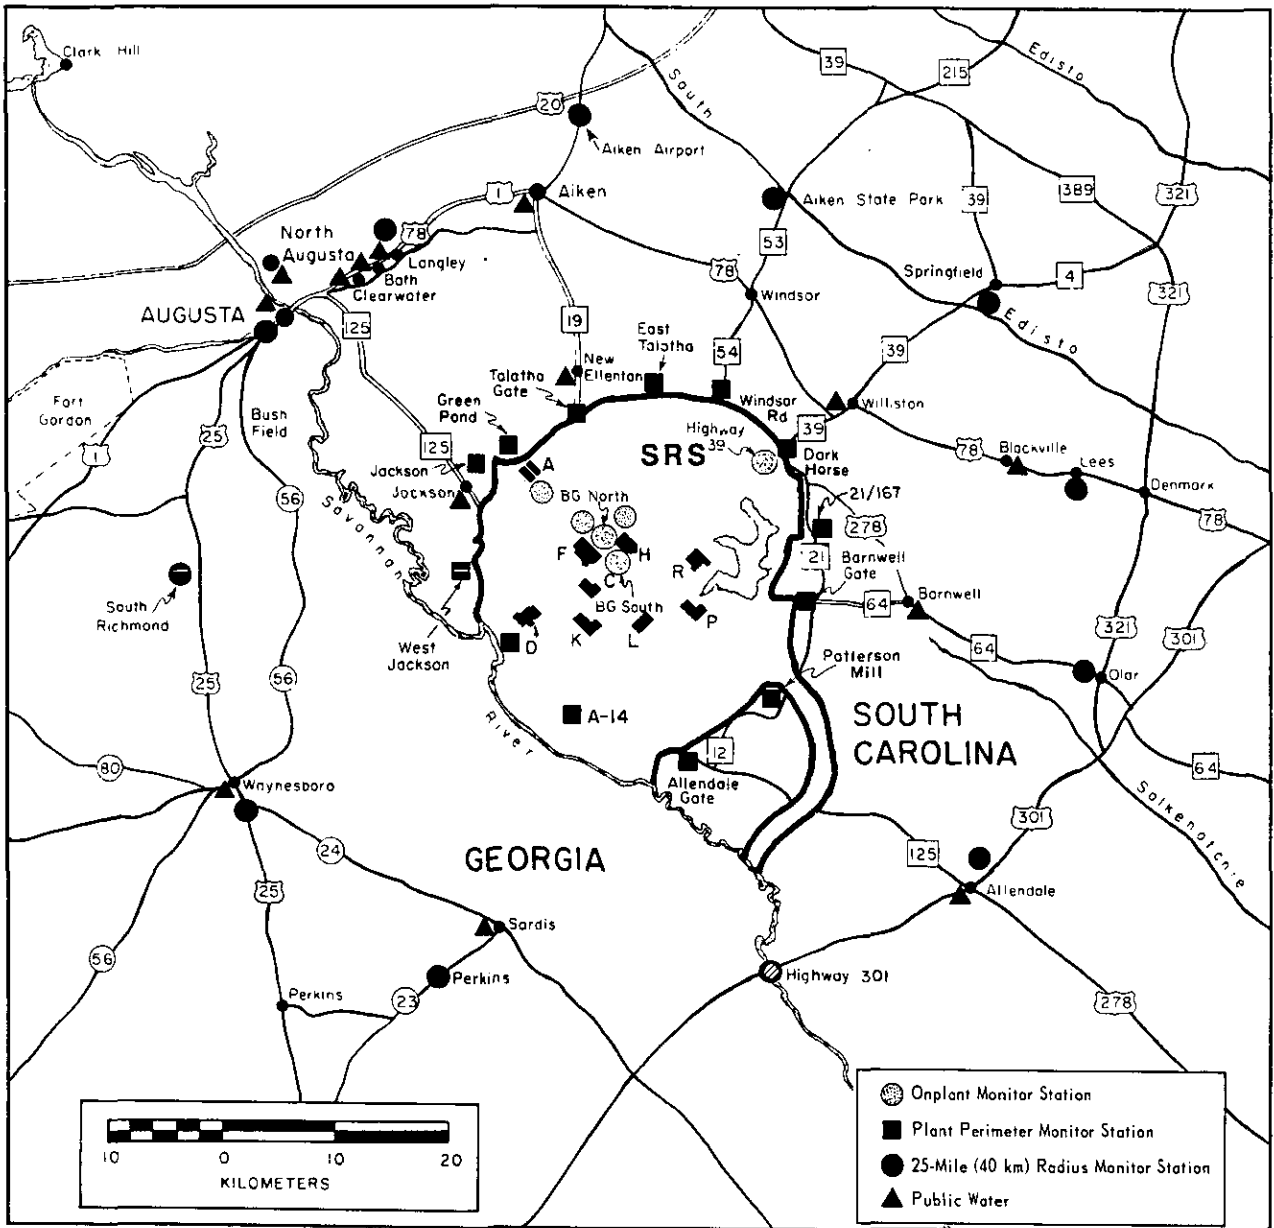 Clark Hill
20
Aiken Airport
South
39
215
Edisto
1
Aiken
78
North
Augusta
Langley
Bath
Clearwater
AUGUSTA
125
19
Aiken State Park
53
39
1389
321
78
Windsor
Springfield
4
321
Edisto
East
Talatha
54
39
New
Ellenton
Talatha
Gate
Green
Pond
Windsor
Rd
Williston
Fort
Gordon
25
Bush
Field
1
125
Jackson
Jackson
A
SRS
Highway
39
39
Dark
Horse
78
Blackville
Lees
Denmark
78
56
Savannah
BG North
21/167
278
F
H
R
21
Barnwell
Gate
C
BG South
South
Richmond
West
Jackson
D
K
L
P
64
Barnwell
321
301
64
Olar
Patterson
Mill
25
56
A-14
River
SOUTH
CAROLINA
12
Allendale
Gate
64
Salkehatchie
80
Waynesboro
301
24
GEORGIA
125
Allendale
25
Sardis
56
Perkins
Perkins
23
Highway 301
278
10 0 10 20
KILOMETERS
Onplant Monitor Station
Plant Perimeter Monitor Station
25-Mile (40 km) Radius Monitor Station
Public Water